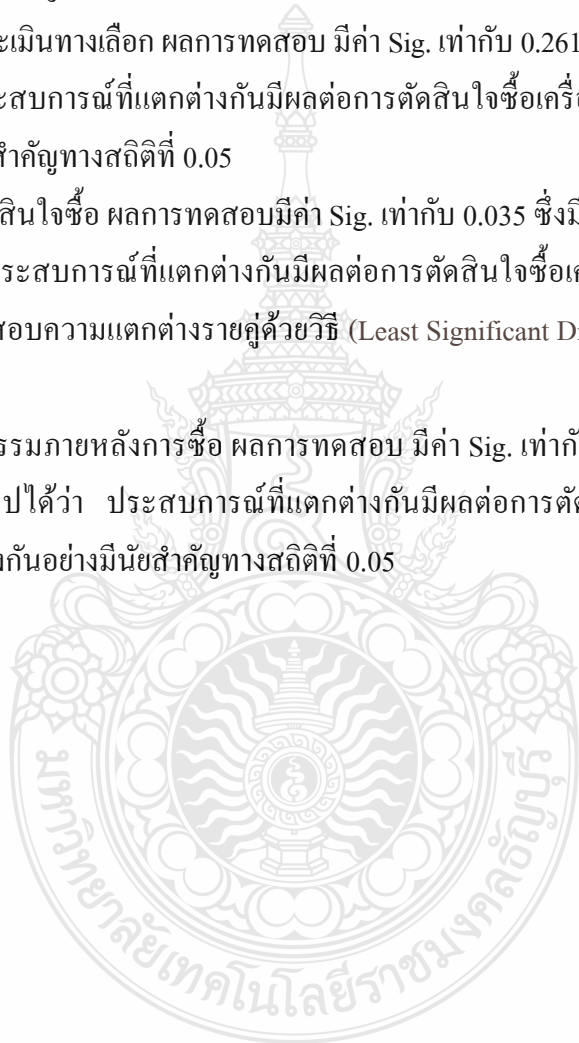 ะเมินทางเลือก ผลการทดสอบ มีค่า Sig. เท่ากับ 0.261
ะสบการณ์ที่แตกต่างกันมีผลต่อการตัดสินใจซื้อเครื่อ
สำคัญทางสถิติที่ 0.05
สินใจซื้อ ผลการทดสอบมีค่า Sig. เท่ากับ 0.035 ซึ่งมี
ระสบการณ์ที่แตกต่างกันมีผลต่อการตัดสินใจซื้อเค
สอบความแตกต่างรายคู่ด้วยวิธี (Least Significant Di
รรมภายหลังการซื้อ ผลการทดสอบ มีค่า Sig. เท่ากับ
ปได้ว่า ประสบการณ์ที่แตกต่างกันมีผลต่อการตัด
งกันอย่างมีนัยสำคัญทางสถิติที่ 0.05
มหาวิทยาลัยเทคโนโลยีราชมงคลธัญบุรี